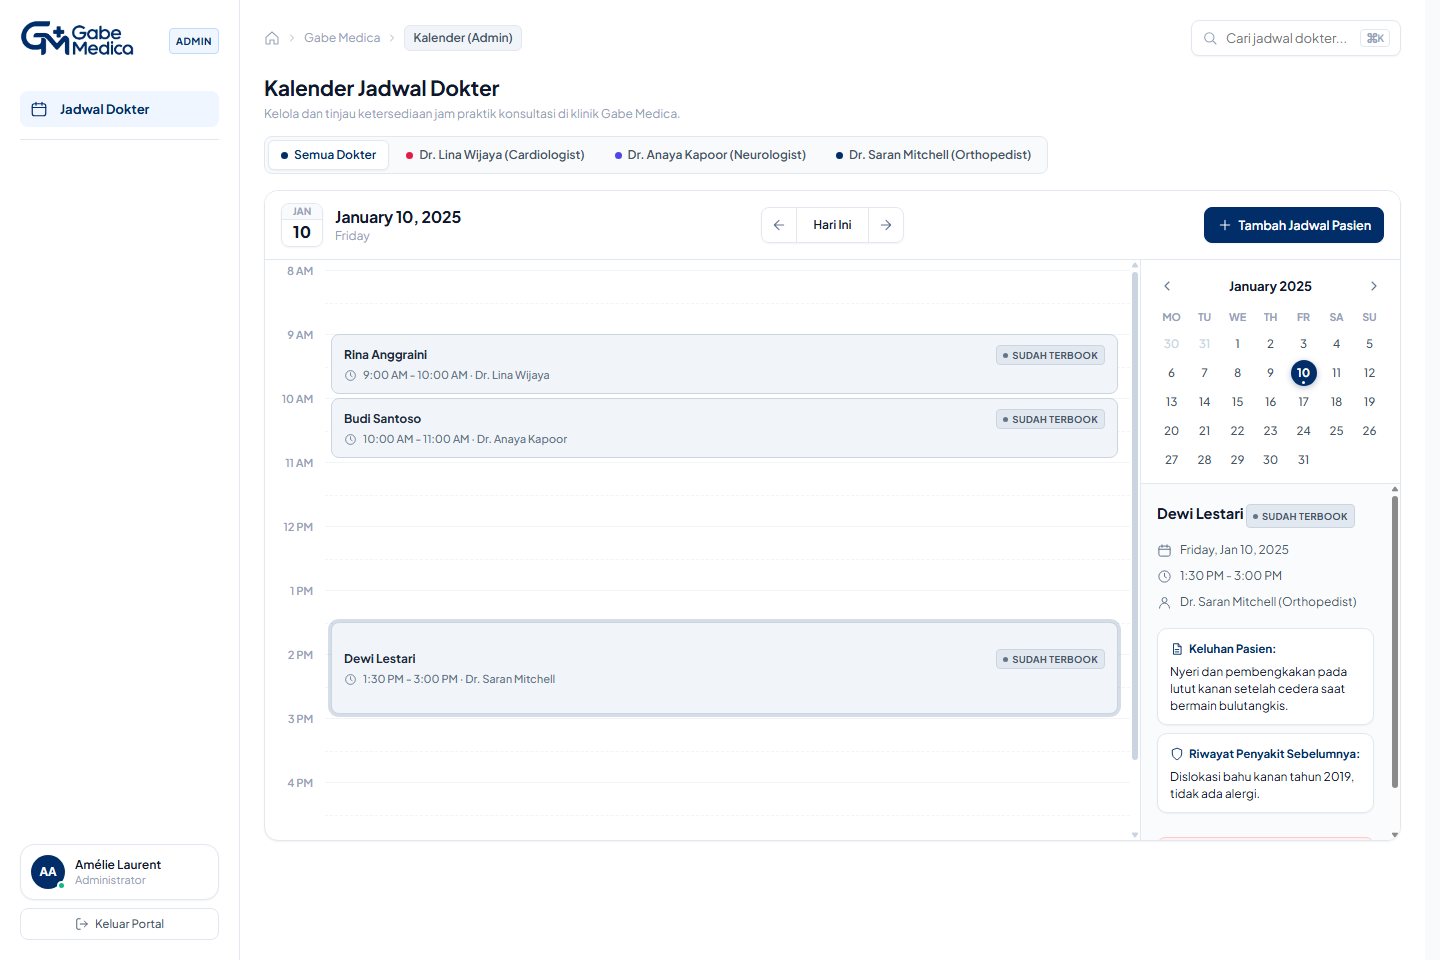 Gabe
Medica
ADMIN
Jadwal Dokter
Amélie Laurent
AA
Administrator
Keluar Portal
Gabe Medica
Kalender (Admin)
Cari jadwal dokter...
⌘K
Kalender Jadwal Dokter
Kelola dan tinjau ketersediaan jam praktik konsultasi di klinik Gabe Medica.
Semua Dokter
Dr. Lina Wijaya (Cardiologist)
Dr. Anaya Kapoor (Neurologist)
Dr. Saran Mitchell (Orthopedist)
JAN
10
January 10, 2025
Friday
Hari Ini
Tambah Jadwal Pasien
8 AM
9 AM
Rina Anggraini
SUDAH TERBOOK
9:00 AM - 10:00 AM · Dr. Lina Wijaya
10 AM
Budi Santoso
SUDAH TERBOOK
10:00 AM - 11:00 AM · Dr. Anaya Kapoor
11 AM
12 PM
1 PM
2 PM
Dewi Lestari
SUDAH TERBOOK
1:30 PM - 3:00 PM · Dr. Saran Mitchell
3 PM
4 PM
January 2025
MO TU WE TH FR SA SU
30 31 1 2 3 4 5
6 7 8 9 10 11 12
13 14 15 16 17 18 19
20 21 22 23 24 25 26
27 28 29 30 31
Dewi Lestari
SUDAH TERBOOK
Friday, Jan 10, 2025
1:30 PM - 3:00 PM
Dr. Saran Mitchell (Orthopedist)
Keluhan Pasien:
Nyeri dan pembengkakan pada
lutut kanan setelah cedera saat
bermain bulutangkis.
Riwayat Penyakit Sebelumnya:
Dislokasi bahu kanan tahun 2019,
tidak ada alergi.